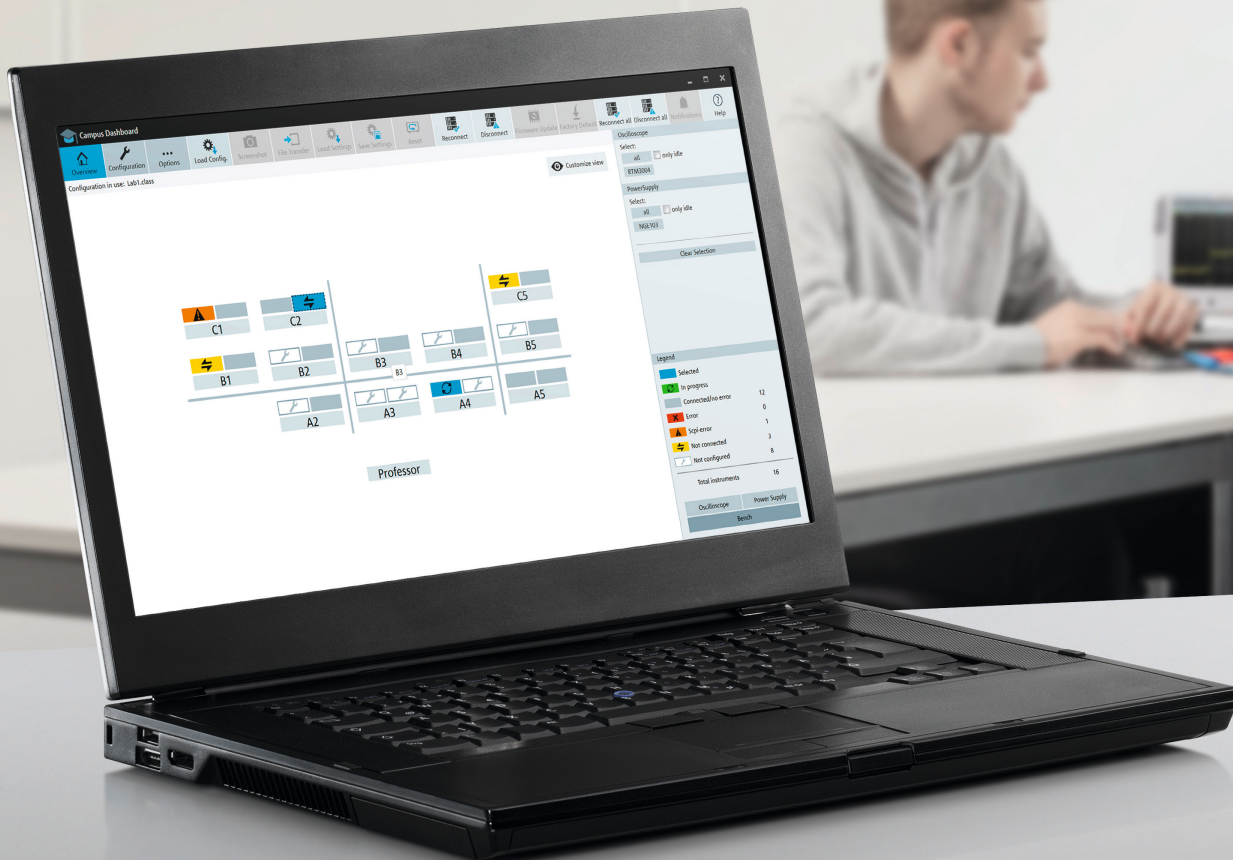 Campus Dashboard
Overview
Configuration
Options
Load Config.
Screenshot
File Transfer
Load Settings
Save Settings
Reset
Reconnect
Disconnect
Firmware Update
Factory Default
Reconnect all
Disconnect all
Notifications
Help
Configuration in use: Lab1.class
Customize view
C1
C2
C5
B1
B2
B3
B4
B5
B3
A2
A3
A4
A5
Professor
Oscilloscope
Select:
all only idle
RTM3004
PowerSupply
Select:
all only idle
NGE103
Clear Selection
Legend
Selected
In progress
Connected/no error 12
Error 0
Scpi-error 1
Not connected 3
Not configured 8
Total instruments 16
Oscilloscope Power Supply
Bench